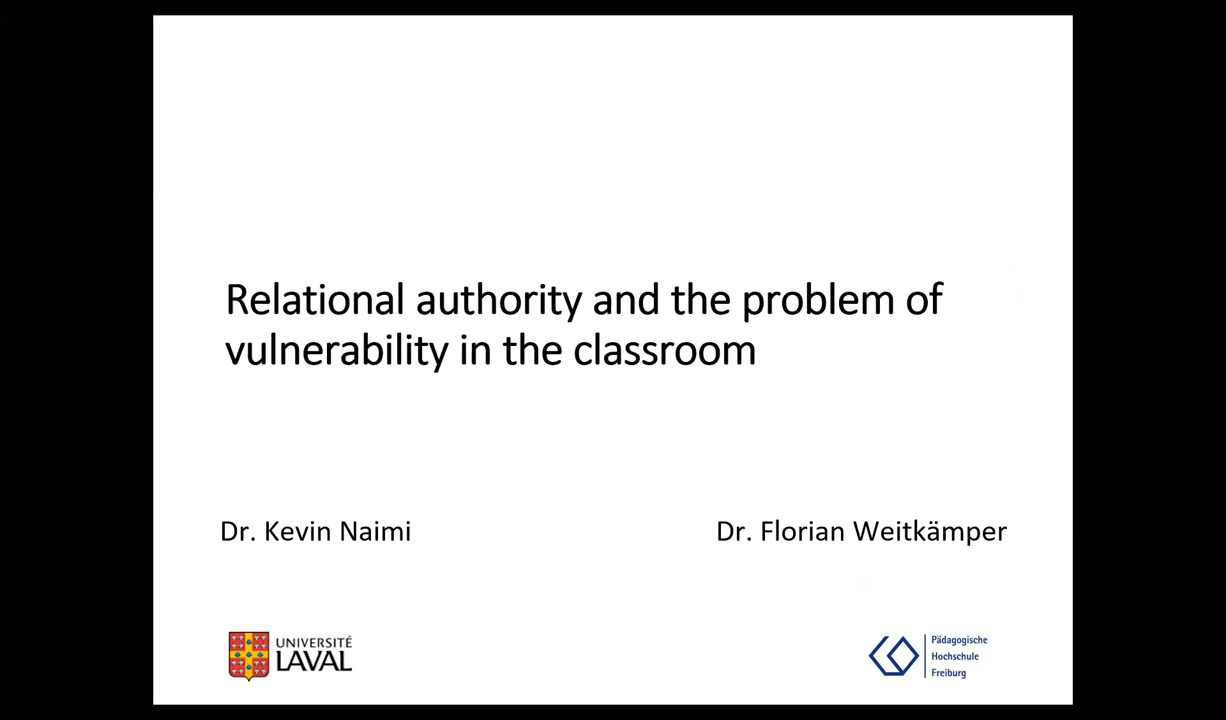 Relational authority and the problem of
vulnerability in the classroom
Dr. Kevin Naimi
Dr. Florian Weitkämper
UNIVERSITÉ
LAVAL
Pädagogische
Hochschule
Freiburg